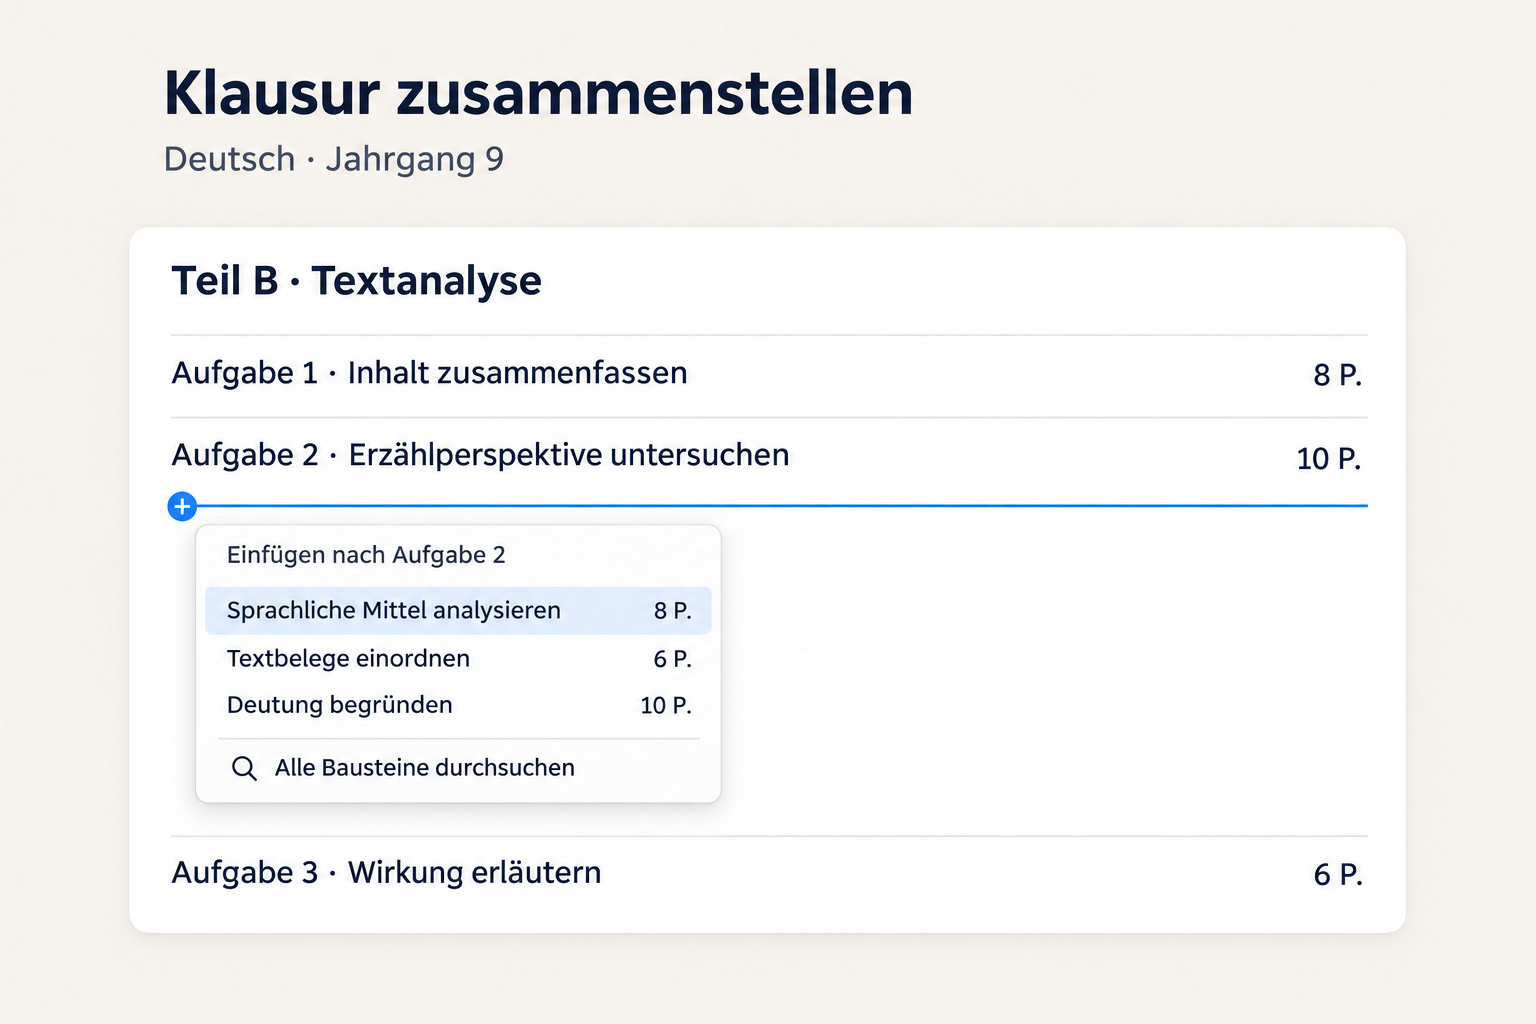 Klausur zusammenstellen
Deutsch · Jahrgang 9
Teil B · Textanalyse
Aufgabe 1 · Inhalt zusammenfassen 8 P.
Aufgabe 2 · Erzählperspektive untersuchen 10 P.
Einfügen nach Aufgabe 2
Sprachliche Mittel analysieren 8 P.
Textbelege einordnen 6 P.
Deutung begründen 10 P.
Alle Bausteine durchsuchen
Aufgabe 3 · Wirkung erläutern 6 P.